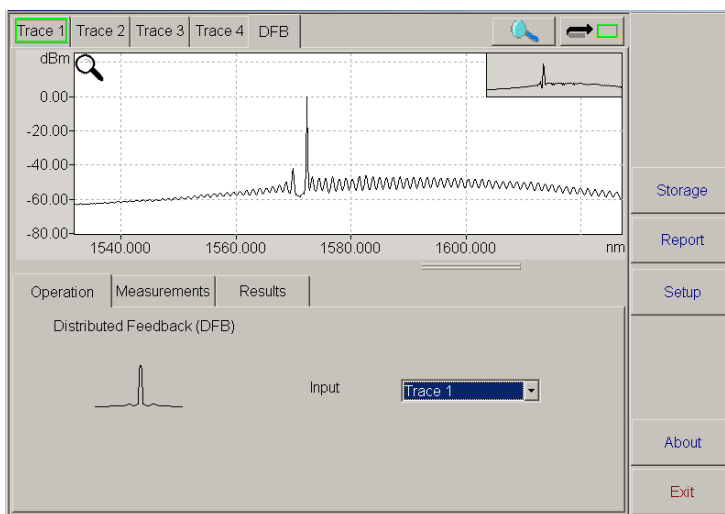 Trace 1 Trace 2 Trace 3 Trace 4 DFB
dBm
0.00
-20.00
-40.00
-60.00
-80.00
1540.000 1560.000 1580.000 1600.000 nm
Operation Measurements Results
Distributed Feedback (DFB)
Input Trace 1
Storage
Report
Setup
About
Exit